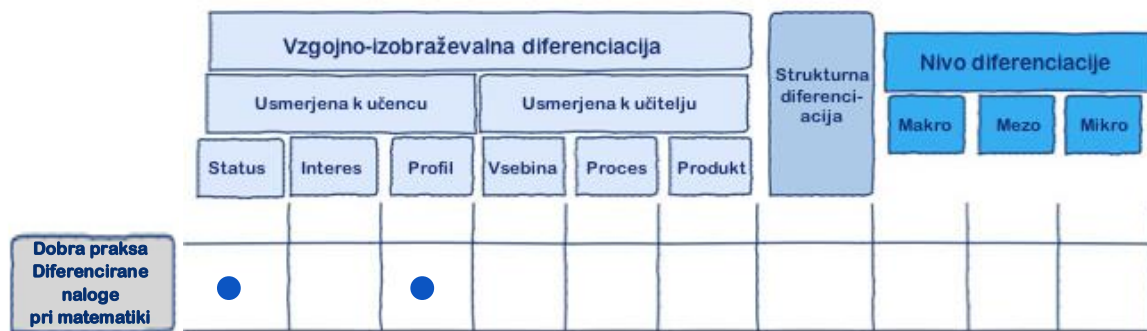 Vzgojno-izobraževalna diferenciacija
Strukturna
diferenci-
acija
Nivo diferenciacije
Usmerjena k učencu
Usmerjena k učitelju
Makro
Mezo
Mikro
Status
Interes
Profil
Vsebina
Proces
Produkt
Dobra praksa
Diferencirane
naloge
pri matematiki